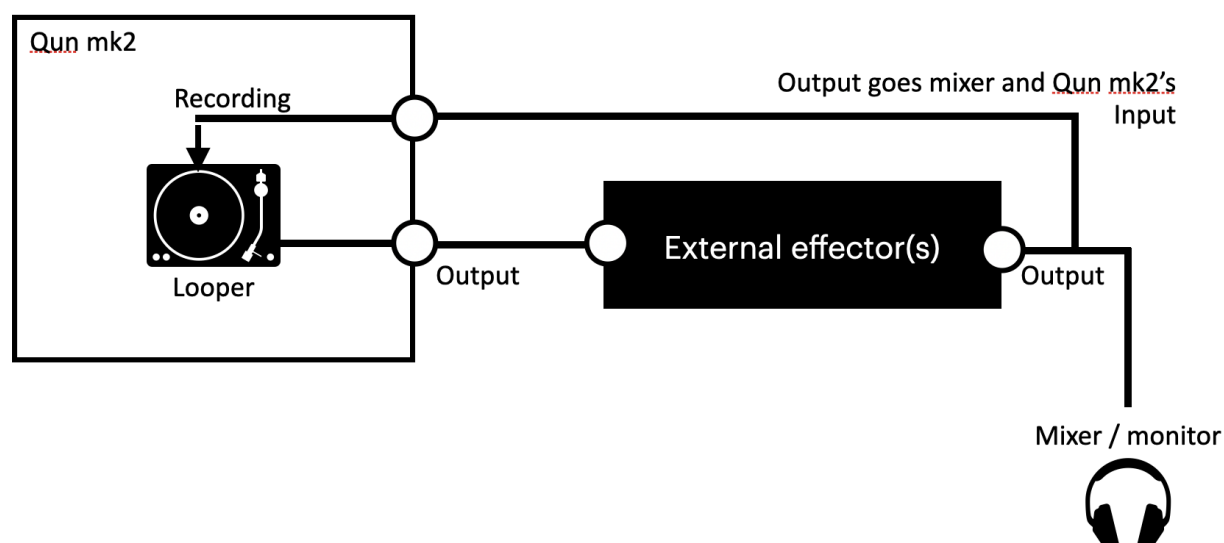 Qun mk2
Recording
Output goes mixer and Qun mk2's
Input
External effector(s)
Looper
Output
Output
Mixer / monitor